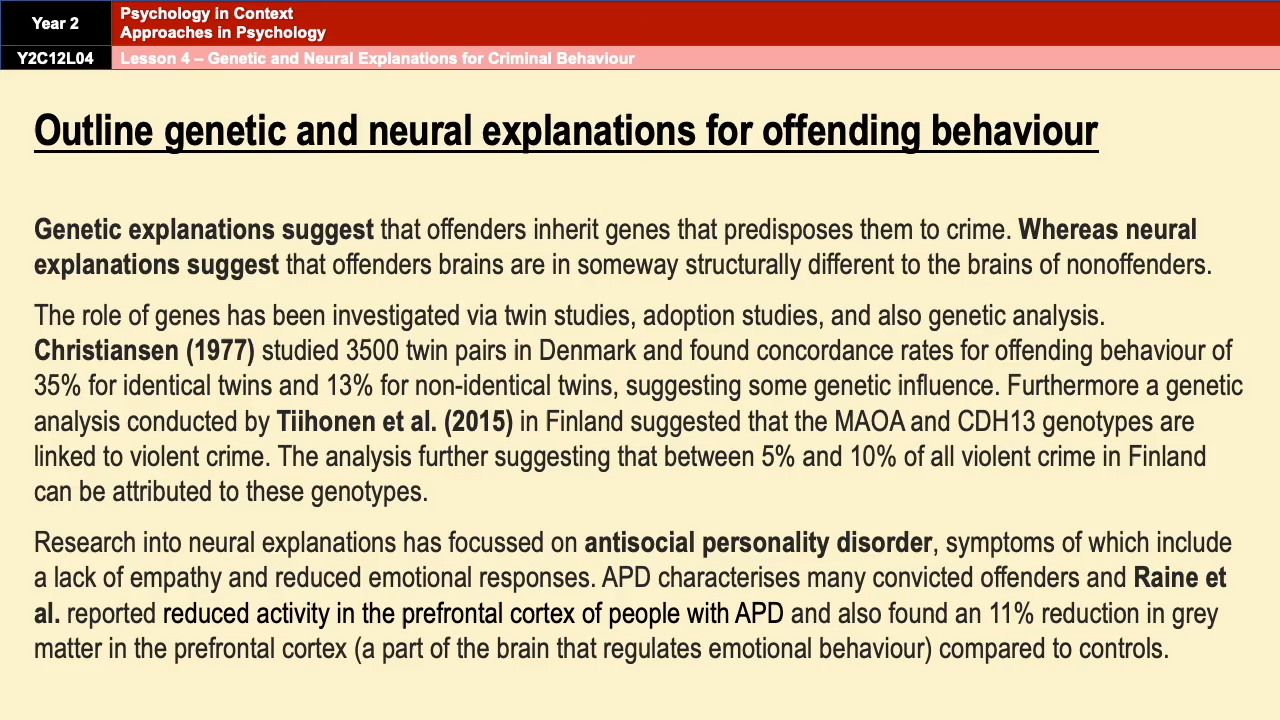 Year 2
Psychology in Context
Approaches in Psychology
Y2C12L04
Lesson 4 – Genetic and Neural Explanations for Criminal Behaviour
Outline genetic and neural explanations for offending behaviour
Genetic explanations suggest that offenders inherit genes that predisposes them to crime. Whereas neural
explanations suggest that offenders brains are in someway structurally different to the brains of nonoffenders.
The role of genes has been investigated via twin studies, adoption studies, and also genetic analysis.
Christiansen (1977) studied 3500 twin pairs in Denmark and found concordance rates for offending behaviour of
35% for identical twins and 13% for non-identical twins, suggesting some genetic influence. Furthermore a genetic
analysis conducted by Tiihonen et al. (2015) in Finland suggested that the MAOA and CDH13 genotypes are
linked to violent crime. The analysis further suggesting that between 5% and 10% of all violent crime in Finland
can be attributed to these genotypes.
Research into neural explanations has focussed on antisocial personality disorder, symptoms of which include
a lack of empathy and reduced emotional responses. APD characterises many convicted offenders and Raine et
al. reported reduced activity in the prefrontal cortex of people with APD and also found an 11% reduction in grey
matter in the prefrontal cortex (a part of the brain that regulates emotional behaviour) compared to controls.